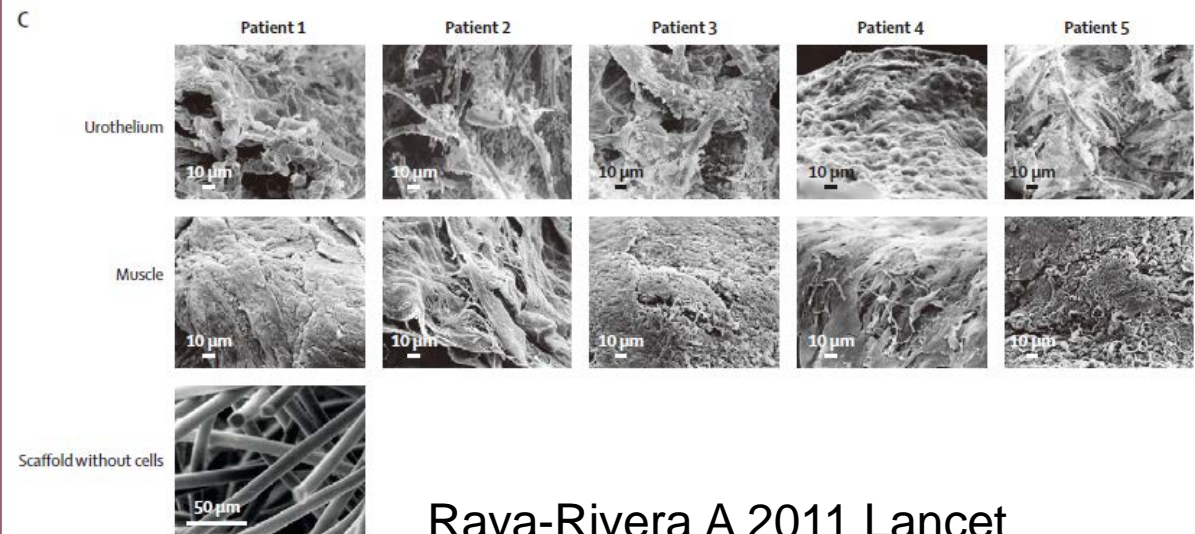 C
Patient 1 Patient 2 Patient 3 Patient 4 Patient 5
Urothelium
10 µm 10 µm 10 µm 10 µm 10 µm
Muscle
10 µm 10 µm 10 µm 10 µm 10 µm
Scaffold without cells
50 µm
Raya-Rivera A 2011 Lancet